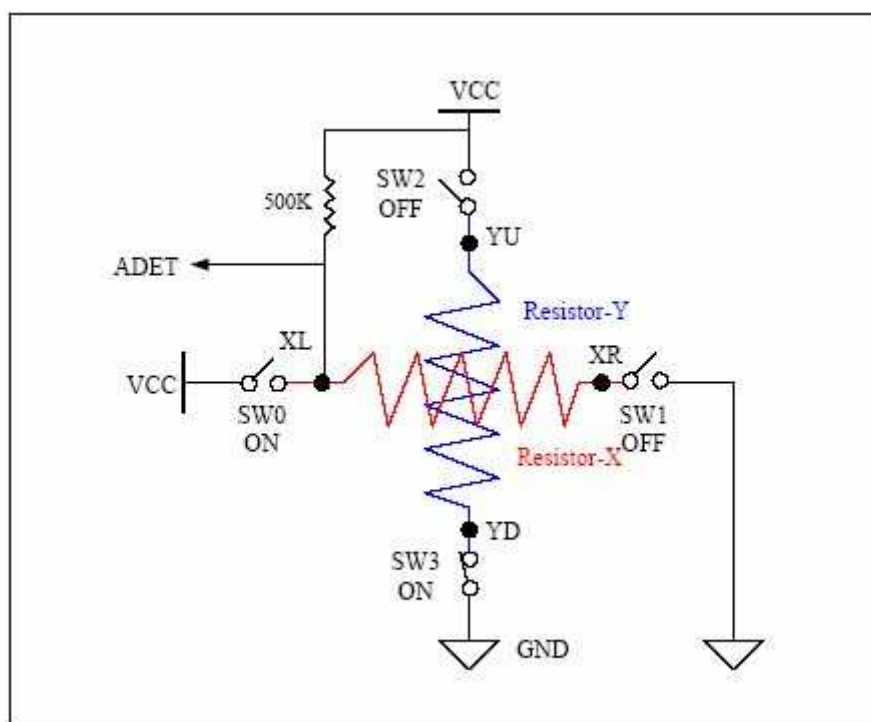 VCC
SW2
OFF
500K
YU
ADET
Resistor-Y
XL
XR
VCC
SW0
ON
SW1
OFF
Resistor-X
YD
SW3
ON
GND